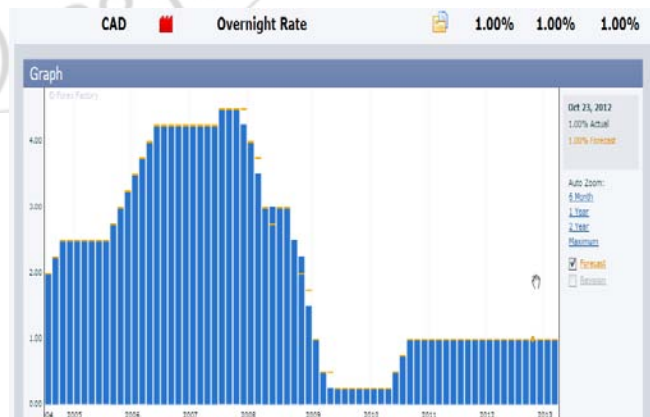 CAD Overnight Rate 1.00% 1.00% 1.00%
Graph
© Forex Factory
Oct 23, 2012
1.00% Actual
1.00% Forecast
4.00
3.00
2.00
1.00
0.00
Auto Zoom:
6 Month
1 Year
2 Year
Maximum
Forecast
Revision
04 2005 2006 2007 2008 2009 2010 2011 2012 2013